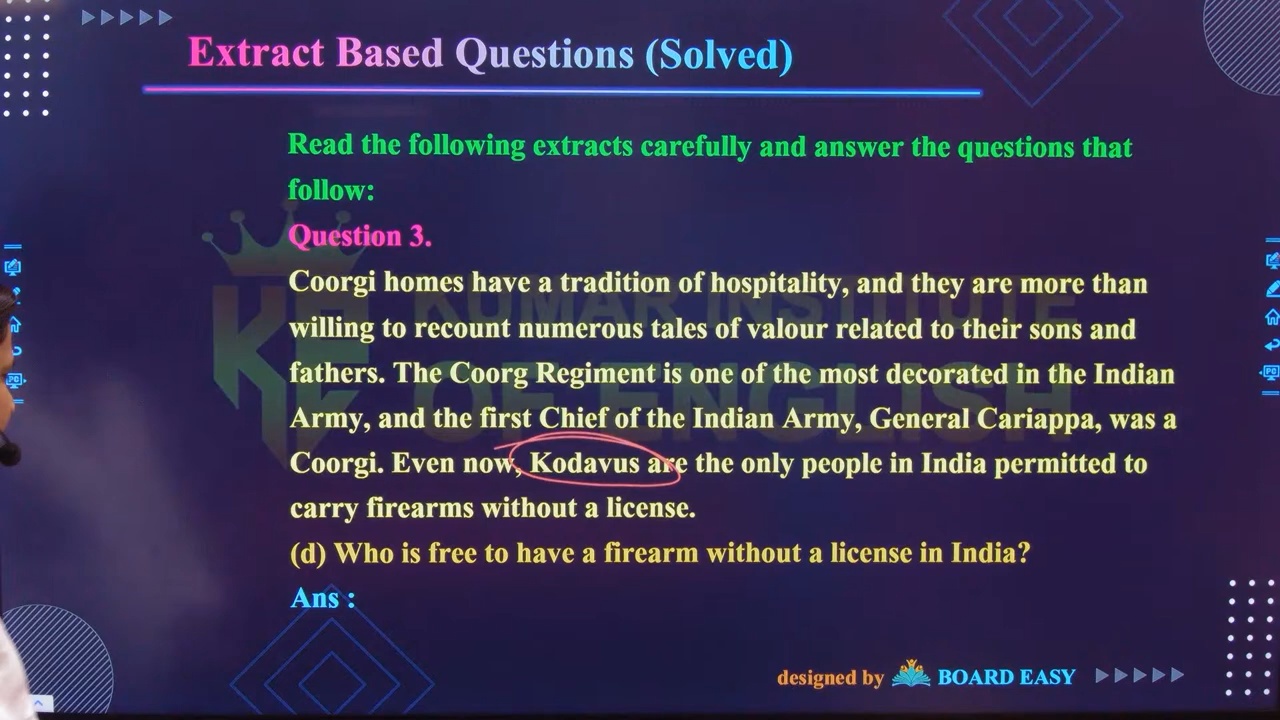 Extract Based Questions (Solved)
Read the following extracts carefully and answer the questions that
follow:
Question 3.
Coorgi homes have a tradition of hospitality, and they are more than
willing to recount numerous tales of valour related to their sons and
fathers. The Coorg Regiment is one of the most decorated in the Indian
Army, and the first Chief of the Indian Army, General Cariappa, was a
Coorgi. Even now, Kodavus are the only people in India permitted to
carry firearms without a license.
(d) Who is free to have a firearm without a license in India?
Ans :
KUMAR INSTITUTE
OF ENGLISH
designed by BOARD EASY